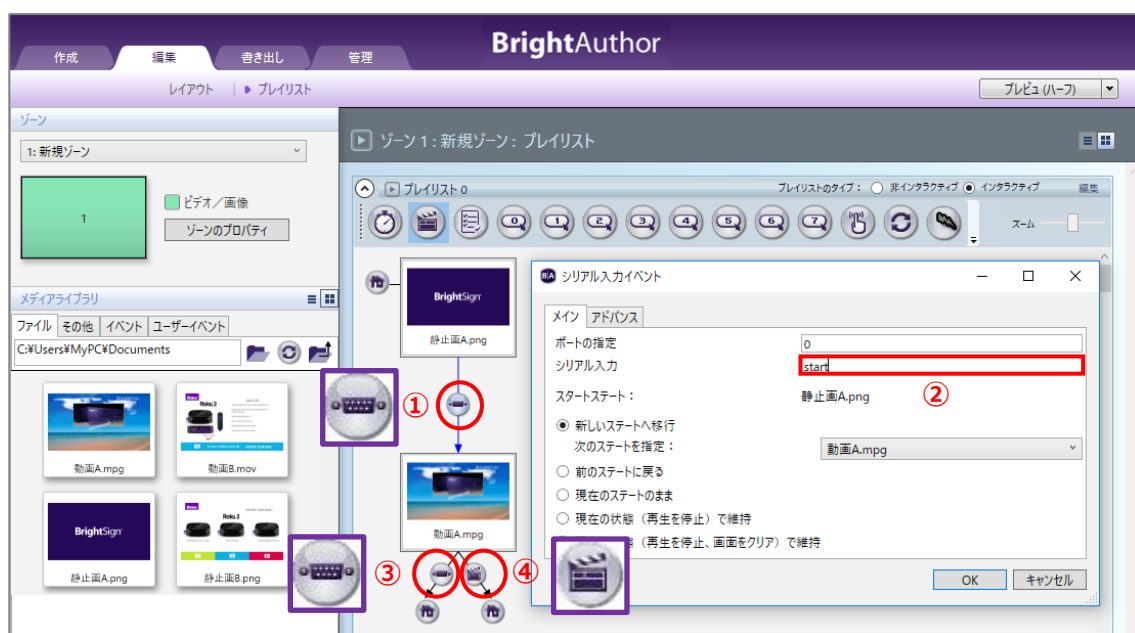 BrightAuthor
作成 編集 書き出し 管理
レイアウト プレイリスト
プレビュ (ハーフ)
ゾーン
1: 新規ゾーン
1
ビデオ／画像
ゾーンのプロパティ
メディアライブラリ
ファイル その他 イベント ユーザーイベント
C:¥Users¥MyPC¥Documents
動画A.mpg
Roku 2
動画B.mov
BrightSign
静止画A.png
Roku 2
静止画B.png
ゾーン 1 : 新規ゾーン : プレイリスト
プレイリスト 0
プレイリストのタイプ： 非インタラクティブ インタラクティブ 編集
0 1 2 3 4 5 6 7
ズーム
BrightSign
静止画A.png
①
動画A.mpg
③ ④
BA シリアル入力イベント
メイン アドバンス
ポートの指定 0
シリアル入力 start
スタートステート： 静止画A.png
②
新しいステートへ移行
次のステートを指定： 動画A.mpg
前のステートに戻る
現在のステートのまま
現在の状態（再生を停止）で維持
態（再生を停止、画面をクリア）で維持
OK キャンセル